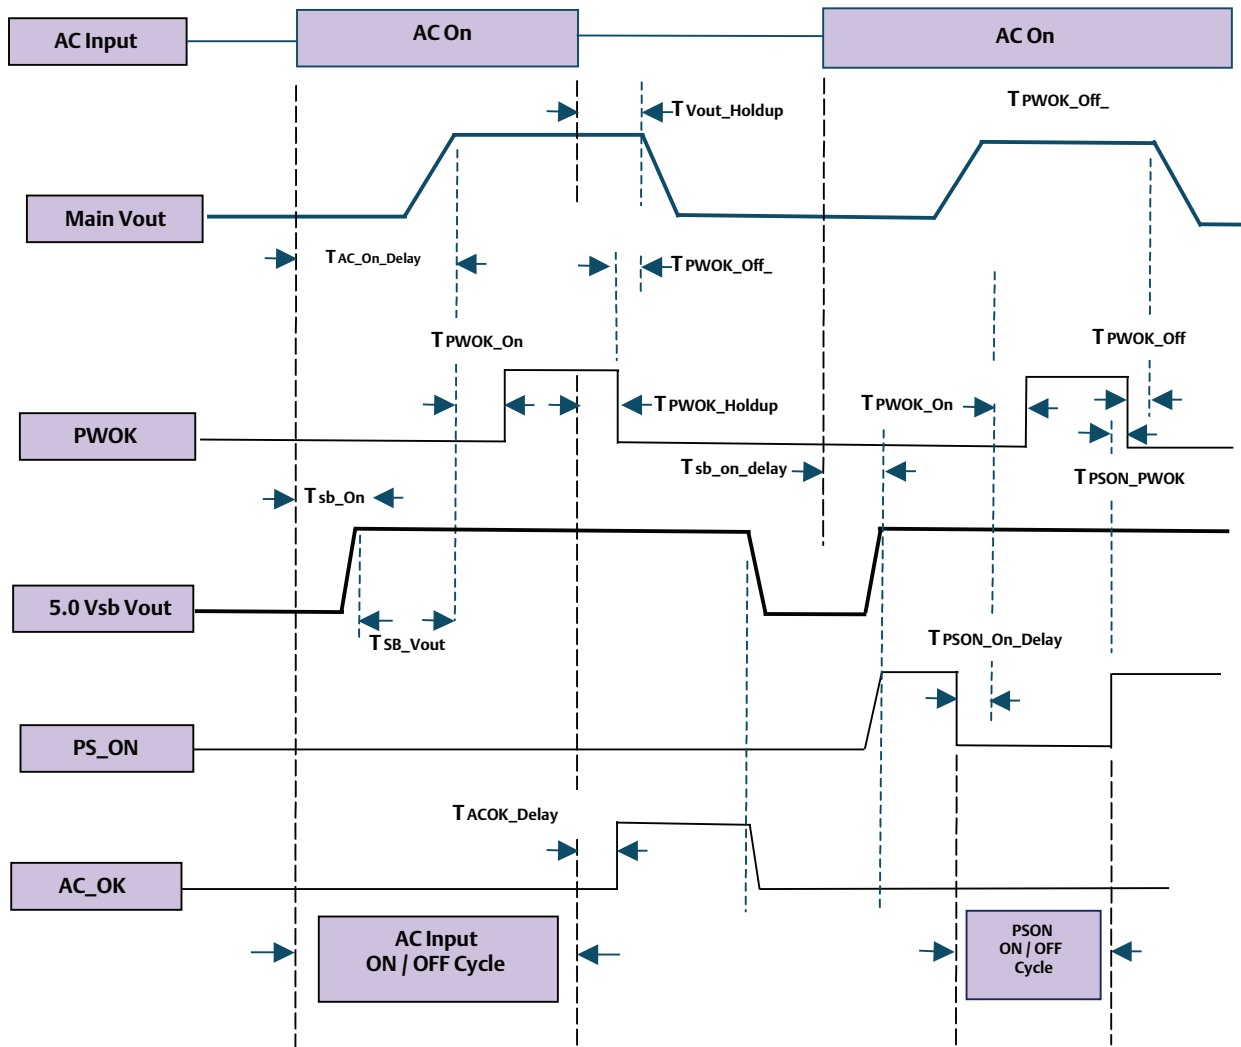 AC Input
AC On
AC On
T Vout_Holdup
T PWOK_Off_
Main Vout
T AC_On_Delay
T PWOK_Off_
T PWOK_On
T PWOK_Off
T PWOK_Holdup
T PWOK_On
PWOK
T sb_on_delay
T PSON_PWOK
T sb_On
5.0 Vsb Vout
T SB_Vout
T PSON_On_Delay
PS_ON
T ACOK_Delay
AC_OK
AC Input
ON / OFF Cycle
PSON
ON / OFF
Cycle